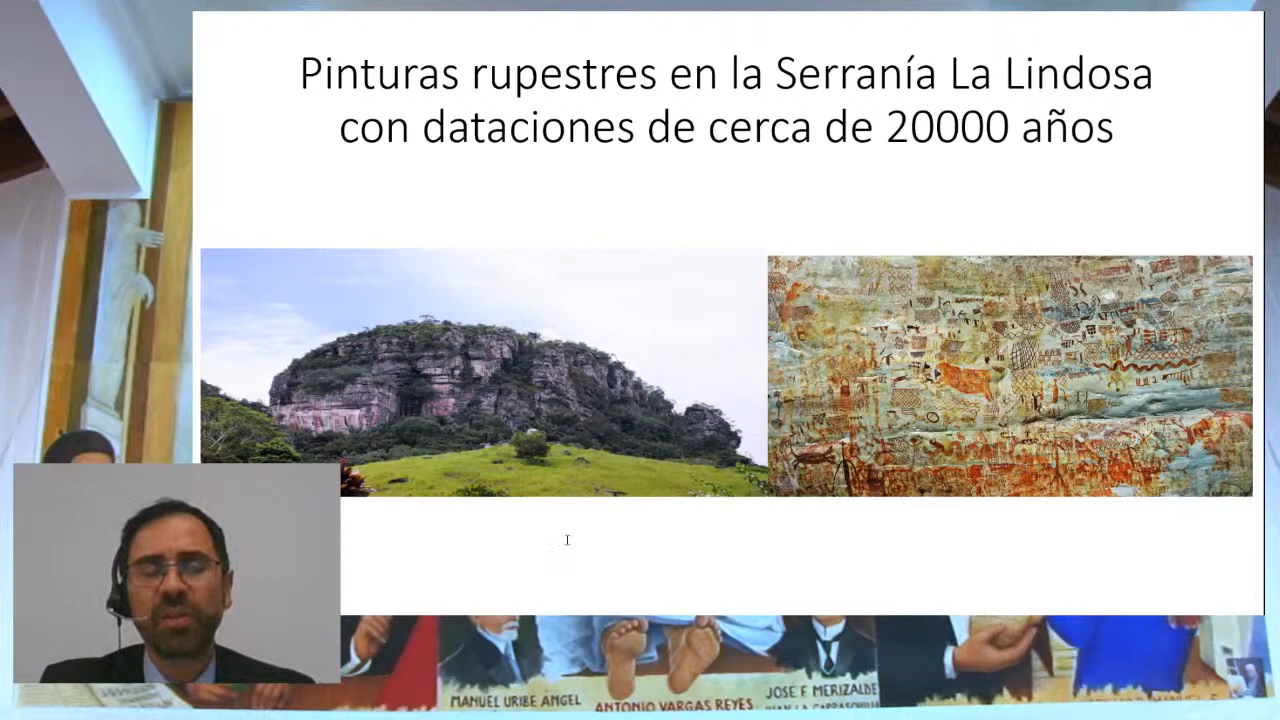 Pinturas rupestres en la Serranía La Lindosa
con dataciones de cerca de 20000 años
MANUEL URIBE ANGEL
ANTONIO VARGAS REYES
JOSE F. MERIZALDE